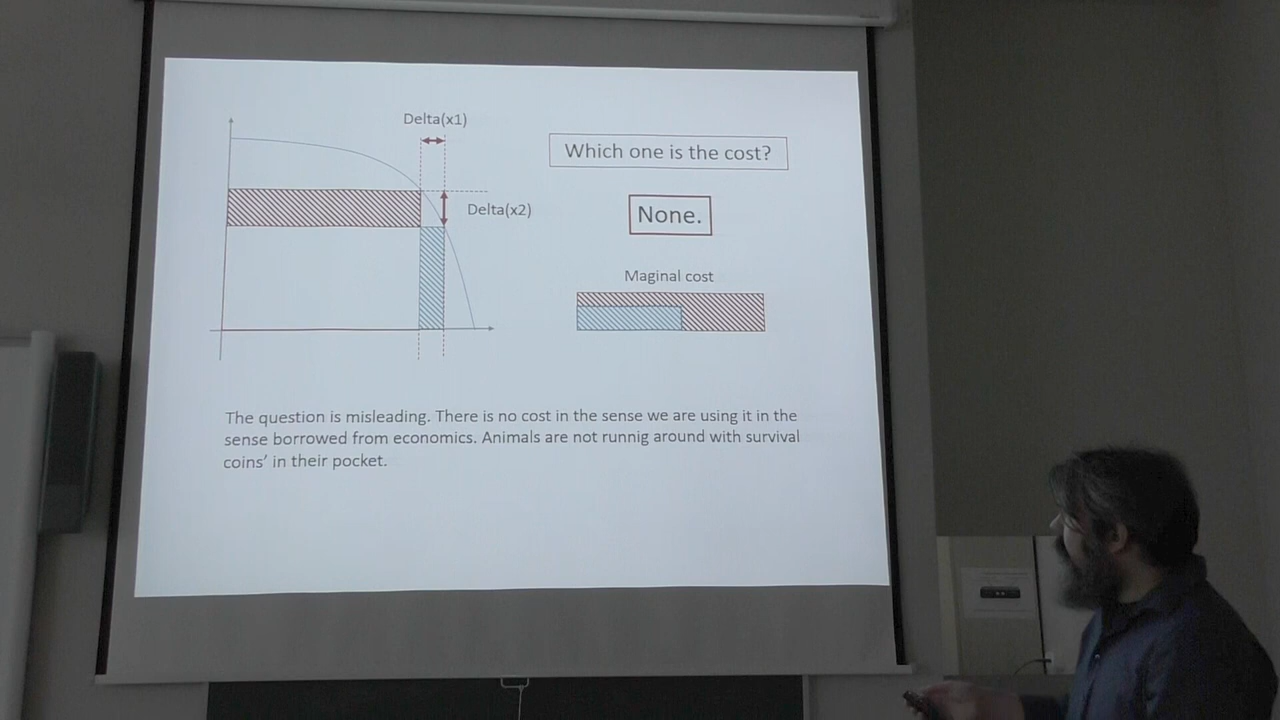 Delta(x1)
Which one is the cost?
Delta(x2)
None.
Maginal cost
The question is misleading. There is no cost in the sense we are using it in the
sense borrowed from economics. Animals are not runnig around with survival
coins’ in their pocket.